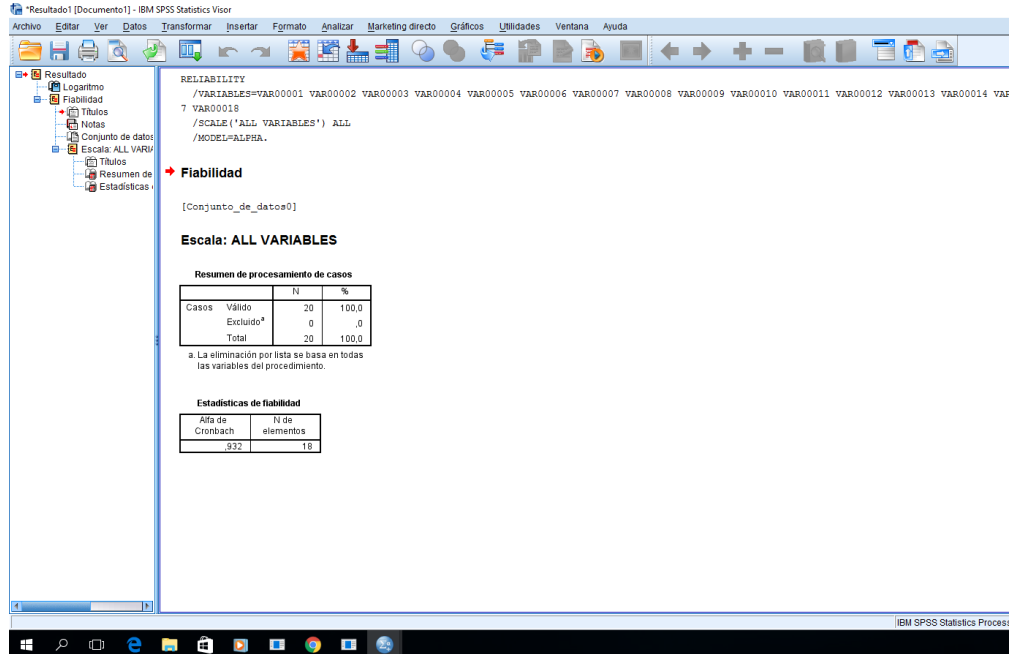 *Resultado1 [Documento1] - IBM SPSS Statistics Visor
Archivo Editar Ver Datos Transformar Insertar Formato Analizar Marketing directo Gráficos Utilidades Ventana Ayuda
Resultado
Logaritmo
Fiabilidad
Títulos
Notas
Conjunto de datos
Escala: ALL VARIA
Títulos
Resumen de
Estadísticas
RELIABILITY
/VARIABLES=VAR00001 VAR00002 VAR00003 VAR00004 VAR00005 VAR00006 VAR00007 VAR00008 VAR00009 VAR00010 VAR00011 VAR00012 VAR00013 VAR00014 VAR
7 VAR00018
/SCALE('ALL VARIABLES') ALL
/MODEL=ALPHA.
Fiabilidad
[Conjunto_de_datos0]
Escala: ALL VARIABLES
Resumen de procesamiento de casos
N %
Casos Válido 20 100,0
Excluido a 0 ,0
Total 20 100,0
a. La eliminación por lista se basa en todas
las variables del procedimiento.
Estadísticas de fiabilidad
Alfa de Cronbach N de elementos
,932 18
IBM SPSS Statistics Process